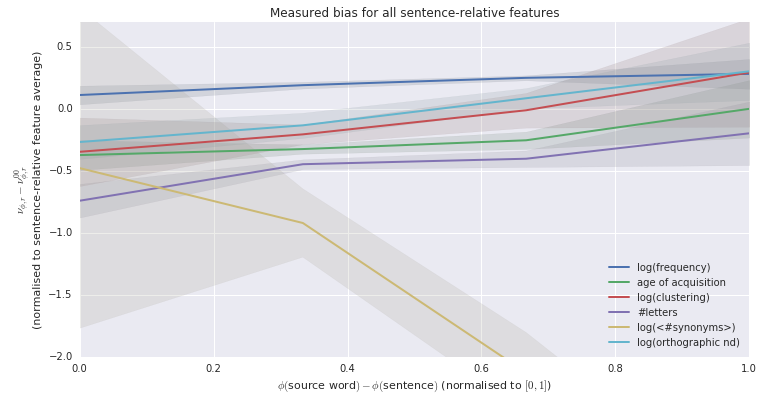 Measured bias for all sentence-relative features
0.5
0.0
−0.5
−1.0
−1.5
−2.0
ν_{ϕ,r} − ν^{00}_{ϕ,r}
(normalised to sentence-relative feature average)
log(frequency)
age of acquisition
log(clustering)
#letters
log(<#synonyms>)
log(orthographic nd)
0.0 0.2 0.4 0.6 0.8 1.0
ϕ(source word) − ϕ(sentence) (normalised to [0, 1])